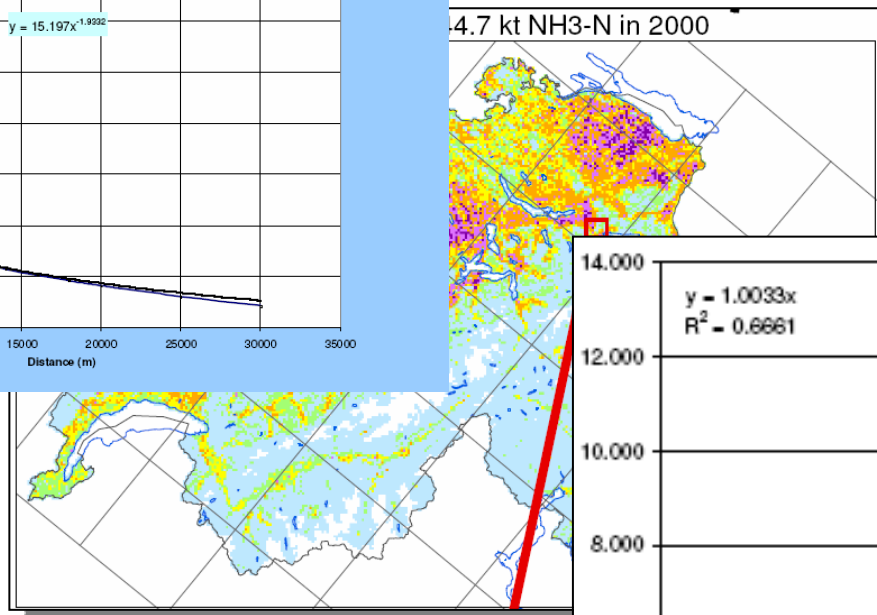 y = 15.197x^-1.9332
4.7 kt NH3-N in 2000
15000 20000 25000 30000 35000
Distance (m)
14.000
y = 1.0033x
R² = 0.6661
12.000
10.000
8.000